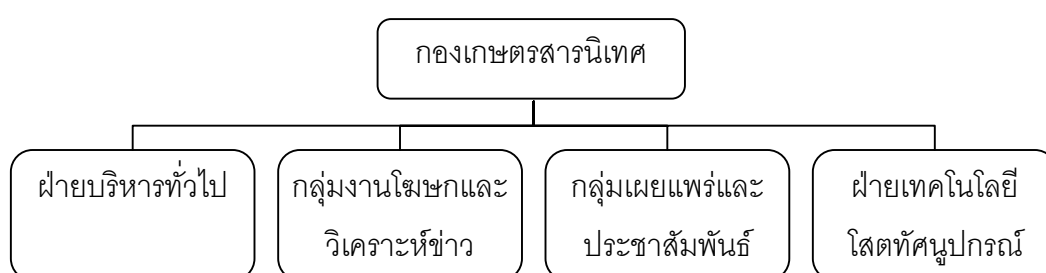 กองเกษตรสารนิเทศ
ฝ่ายบริหารทั่วไป
กลุ่มงานโฆษกและ
วิเคราะห์ข่าว
กลุ่มเผยแพร่และ
ประชาสัมพันธ์
ฝ่ายเทคโนโลยี
โสตทัศนูปกรณ์